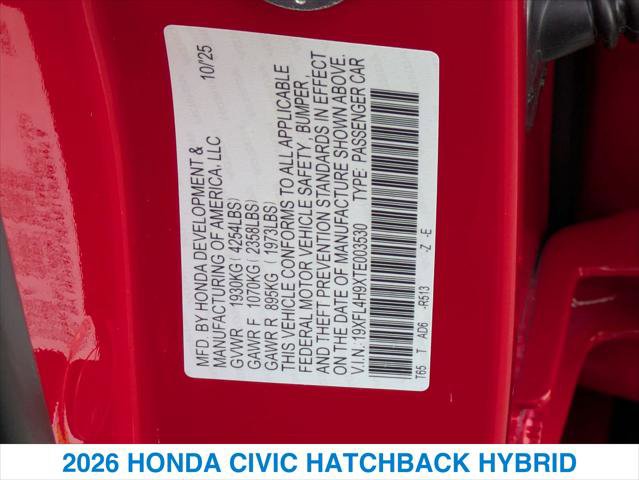 MFD. BY HONDA DEVELOPMENT & 10/25
MANUFACTURING OF AMERICA, LLC
GVWR 1930KG ( 4254LBS)
GAWR F 1070KG ( 2358LBS)
GAWR R 895KG ( 1973LBS)
THIS VEHICLE CONFORMS TO ALL APPLICABLE
FEDERAL MOTOR VEHICLE SAFETY, BUMPER,
AND THEFT PREVENTION STANDARDS IN EFFECT
ON THE DATE OF MANUFACTURE SHOWN ABOVE.
V.I.N.:19XFL4H9XTE003530 TYPE: PASSENGER CAR
T65 T AD6 -R513 -Z -E
2026 HONDA CIVIC HATCHBACK HYBRID